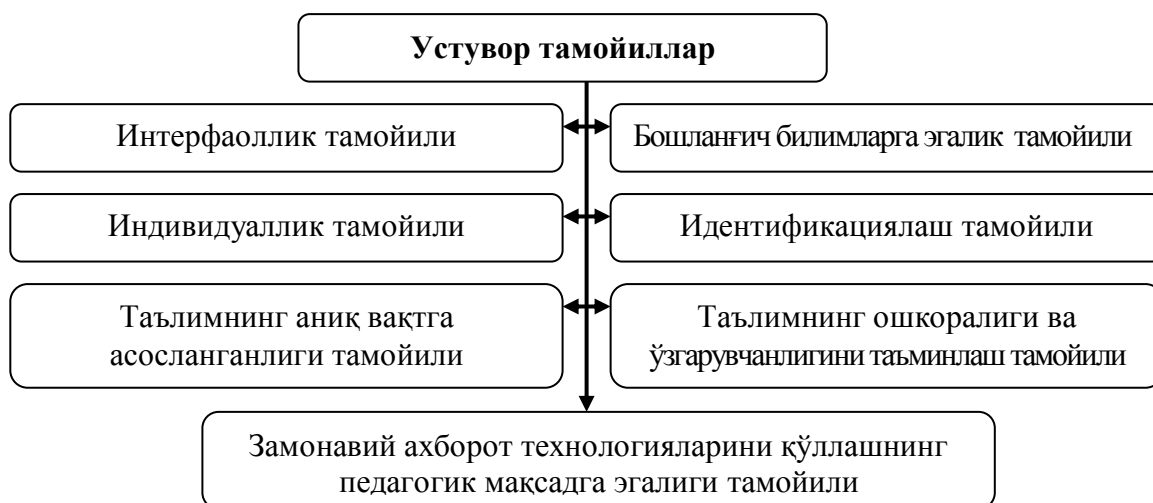 Устувор тамойиллар
Интерфаоллик тамойили
Бошланғич билимларга эгалик тамойили
Индивидуаллик тамойили
Идентификациялаш тамойили
Таълимнинг аниқ вақтга
асосланганлиги тамойили
Таълимнинг ошкоралиги ва
ўзгарувчанлигини таъминлаш тамойили
Замонавий ахборот технологияларини қўллашнинг
педагогик мақсадга эгалиги тамойили